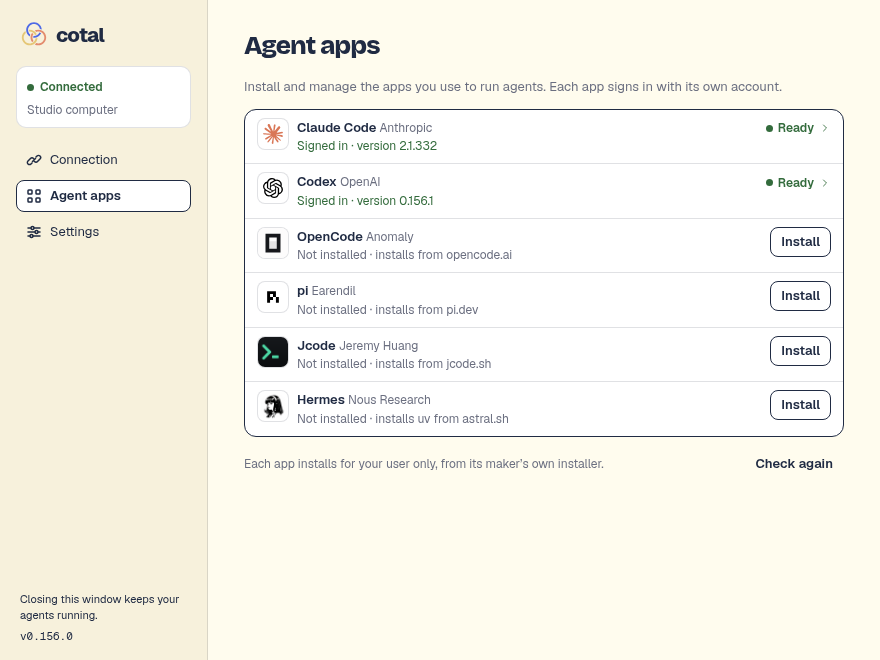 cotal
Connected
Studio computer
Connection
Agent apps
Settings
Closing this window keeps your
agents running.
v0.156.0
Agent apps
Install and manage the apps you use to run agents. Each app signs in with its own account.
Claude Code Anthropic
Signed in · version 2.1.332
Ready
Codex OpenAI
Signed in · version 0.156.1
Ready
OpenCode Anomaly
Not installed · installs from opencode.ai
Install
pi Earendil
Not installed · installs from pi.dev
Install
Jcode Jeremy Huang
Not installed · installs from jcode.sh
Install
Hermes Nous Research
Not installed · installs uv from astral.sh
Install
Each app installs for your user only, from its maker's own installer.
Check again